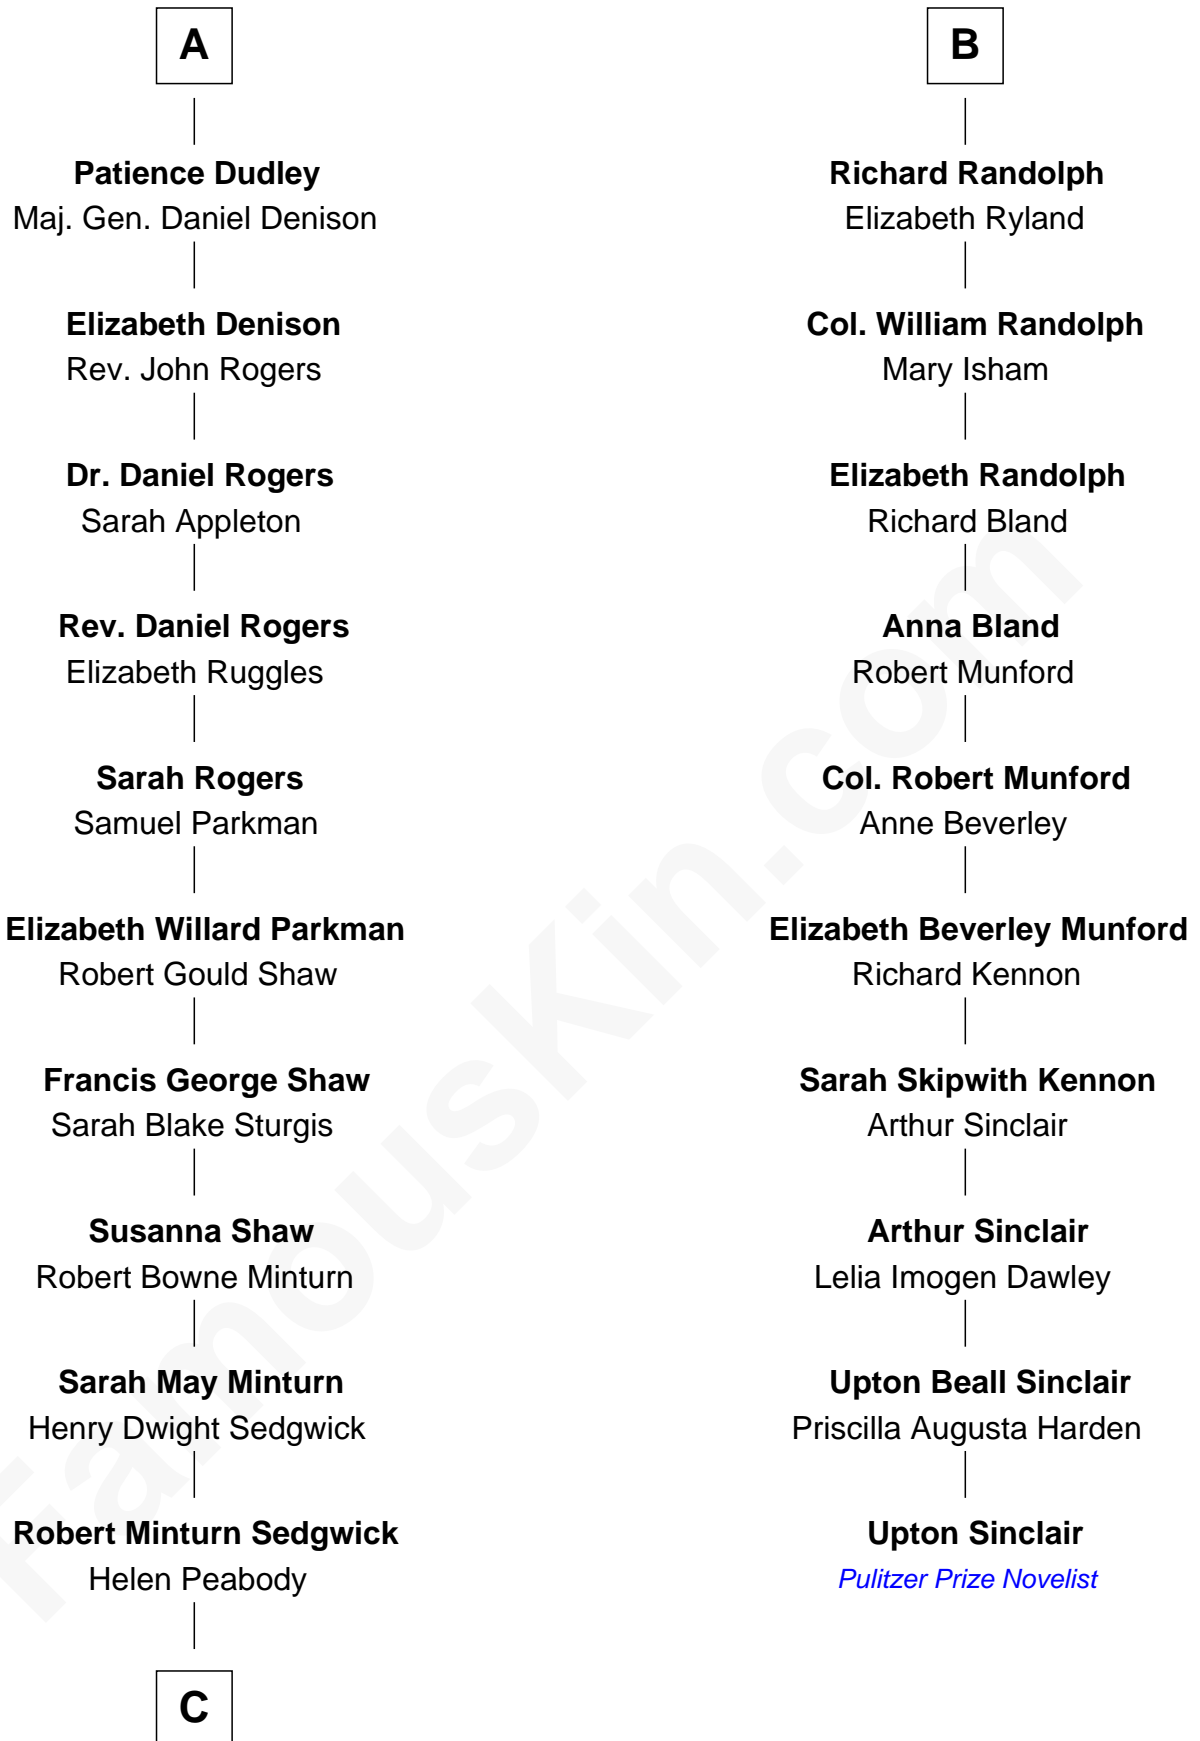 A
Patience Dudley
Maj. Gen. Daniel Denison
Elizabeth Denison
Rev. John Rogers
Dr. Daniel Rogers
Sarah Appleton
Rev. Daniel Rogers
Elizabeth Ruggles
Sarah Rogers
Samuel Parkman
Elizabeth Willard Parkman
Robert Gould Shaw
Francis George Shaw
Sarah Blake Sturgis
Susanna Shaw
Robert Bowne Minturn
Sarah May Minturn
Henry Dwight Sedgwick
Robert Minturn Sedgwick
Helen Peabody
C
B
Richard Randolph
Elizabeth Ryland
Col. William Randolph
Mary Isham
Elizabeth Randolph
Richard Bland
Anna Bland
Robert Munford
Col. Robert Munford
Anne Beverley
Elizabeth Beverley Munford
Richard Kennon
Sarah Skipwith Kennon
Arthur Sinclair
Arthur Sinclair
Lelia Imogen Dawley
Upton Beall Sinclair
Priscilla Augusta Harden
Upton Sinclair
Pulitzer Prize Novelist
FamousKin.com